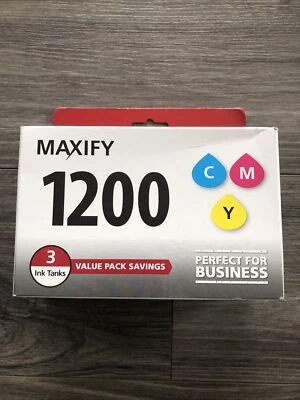 MAXIFY
1200
C
M
Y
3
Ink Tanks
VALUE PACK SAVINGS
PERFECT FOR
BUSINESS